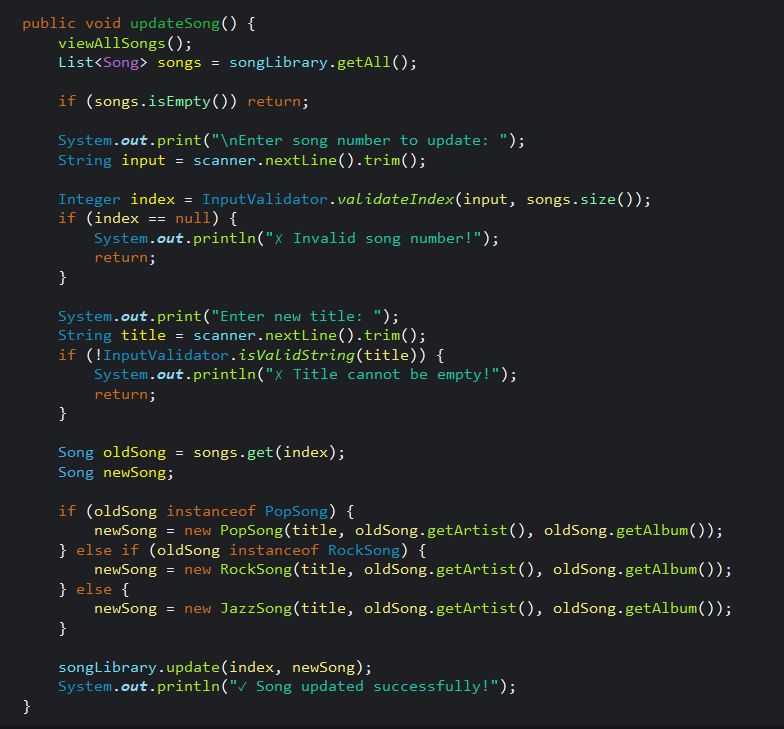 public void updateSong() {
    viewAllSongs();
    List<Song> songs = songLibrary.getAll();

    if (songs.isEmpty()) return;

    System.out.print("\nEnter song number to update: ");
    String input = scanner.nextLine().trim();

    Integer index = InputValidator.validateIndex(input, songs.size());
    if (index == null) {
        System.out.println("✗ Invalid song number!");
        return;
    }

    System.out.print("Enter new title: ");
    String title = scanner.nextLine().trim();
    if (!InputValidator.isValidString(title)) {
        System.out.println("✗ Title cannot be empty!");
        return;
    }

    Song oldSong = songs.get(index);
    Song newSong;

    if (oldSong instanceof PopSong) {
        newSong = new PopSong(title, oldSong.getArtist(), oldSong.getAlbum());
    } else if (oldSong instanceof RockSong) {
        newSong = new RockSong(title, oldSong.getArtist(), oldSong.getAlbum());
    } else {
        newSong = new JazzSong(title, oldSong.getArtist(), oldSong.getAlbum());
    }

    songLibrary.update(index, newSong);
    System.out.println("✓ Song updated successfully!");
}